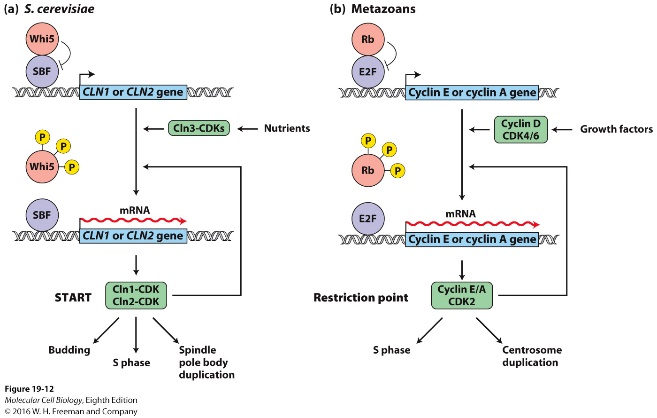 (a) S. cerevisiae
Whi5
SBF
CLN1 or CLN2 gene
Cln3-CDKs
Nutrients
P
P
P
Whi5
SBF
mRNA
CLN1 or CLN2 gene
START
Cln1-CDK
Cln2-CDK
Budding
S phase
Spindle
pole body
duplication
(b) Metazoans
Rb
E2F
Cyclin E or cyclin A gene
Cyclin D
CDK4/6
Growth factors
P
P
P
Rb
E2F
mRNA
Cyclin E or cyclin A gene
Restriction point
Cyclin E/A
CDK2
S phase
Centrosome
duplication
Figure 19-12
Molecular Cell Biology, Eighth Edition
© 2016 W. H. Freeman and Company